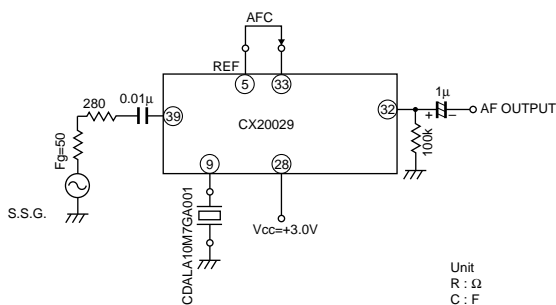 AFC
REF
5
33
0.01μ
280
39
CX20029
32
1μ
+
−
AF OUTPUT
100k
Fg=50
9
28
S.S.G.
CDALA10M7GA001
Vcc=+3.0V
Unit
R : Ω
C : F